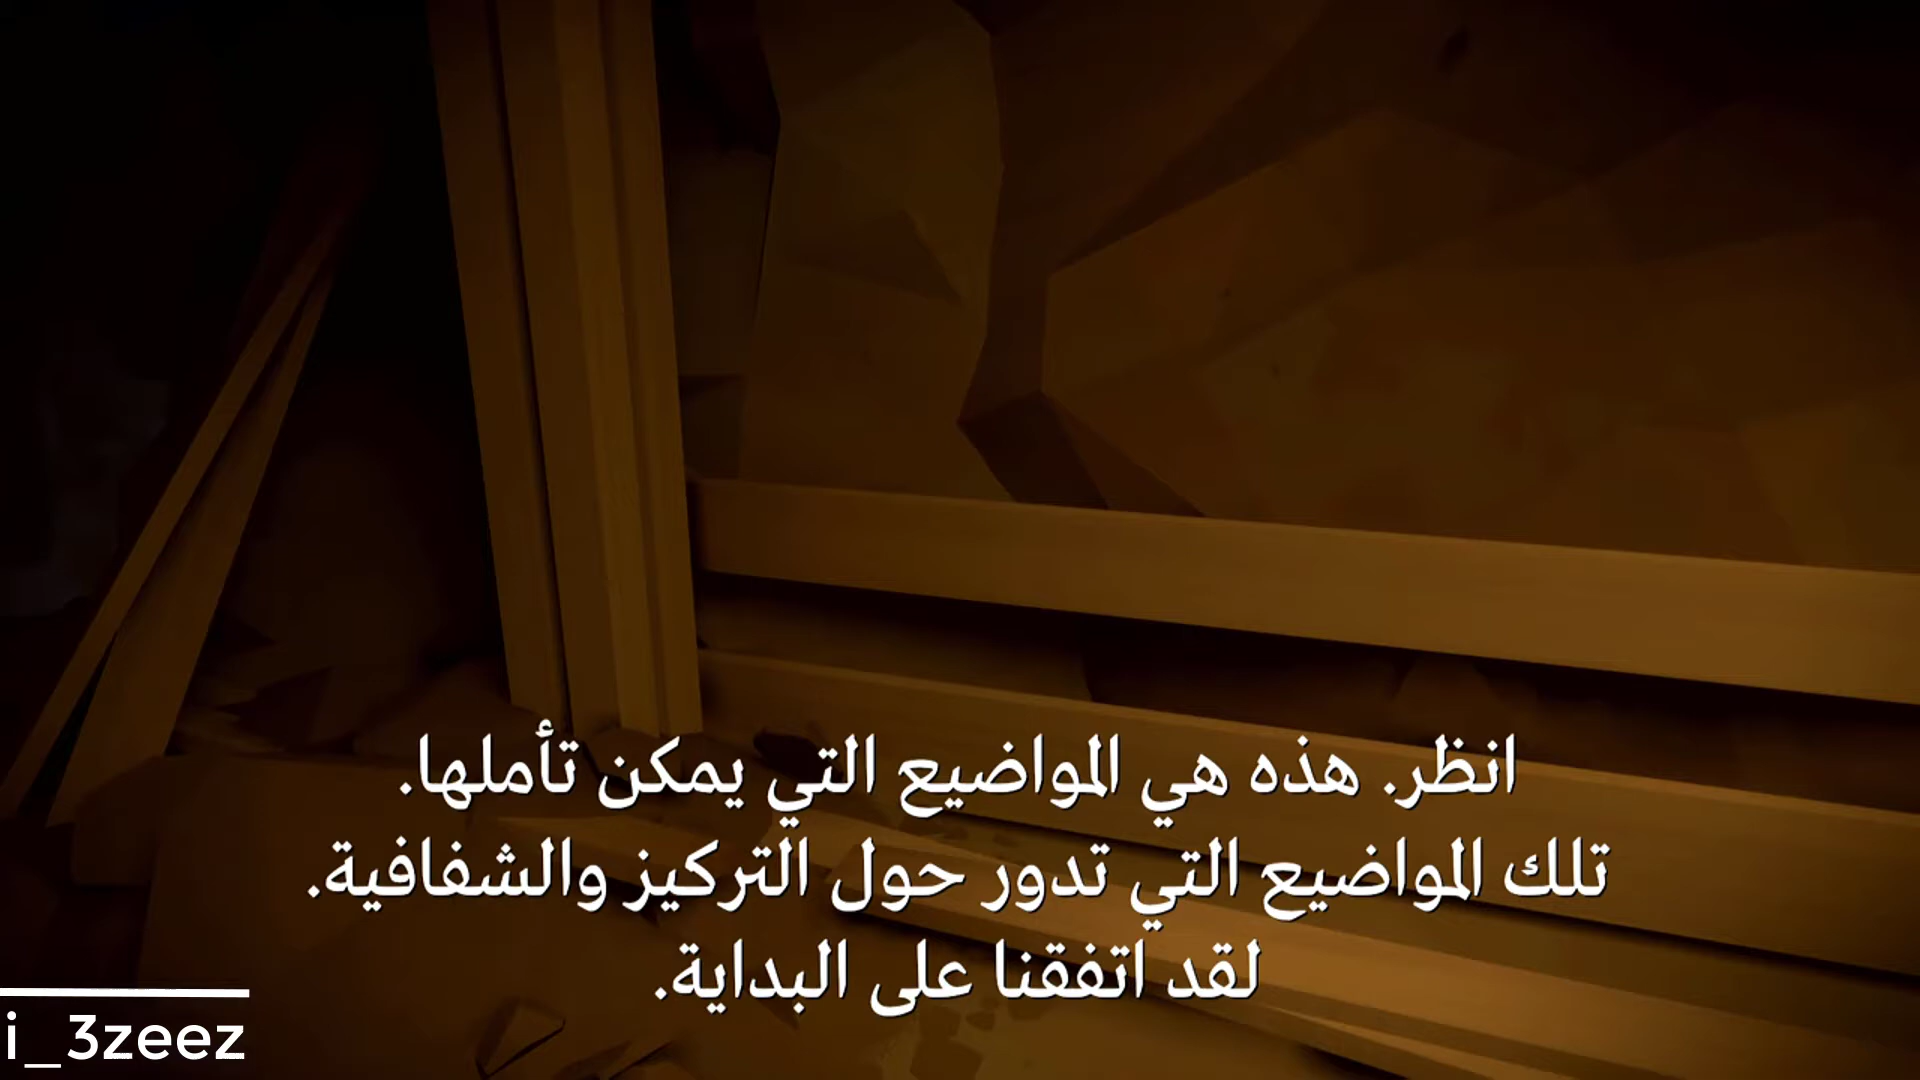 انظر. هذه هي المواضيع التي يمكن تأملها.
تلك المواضيع التي تدور حول التركيز والشفافية.
لقد اتفقنا على البداية.
i_3zeez